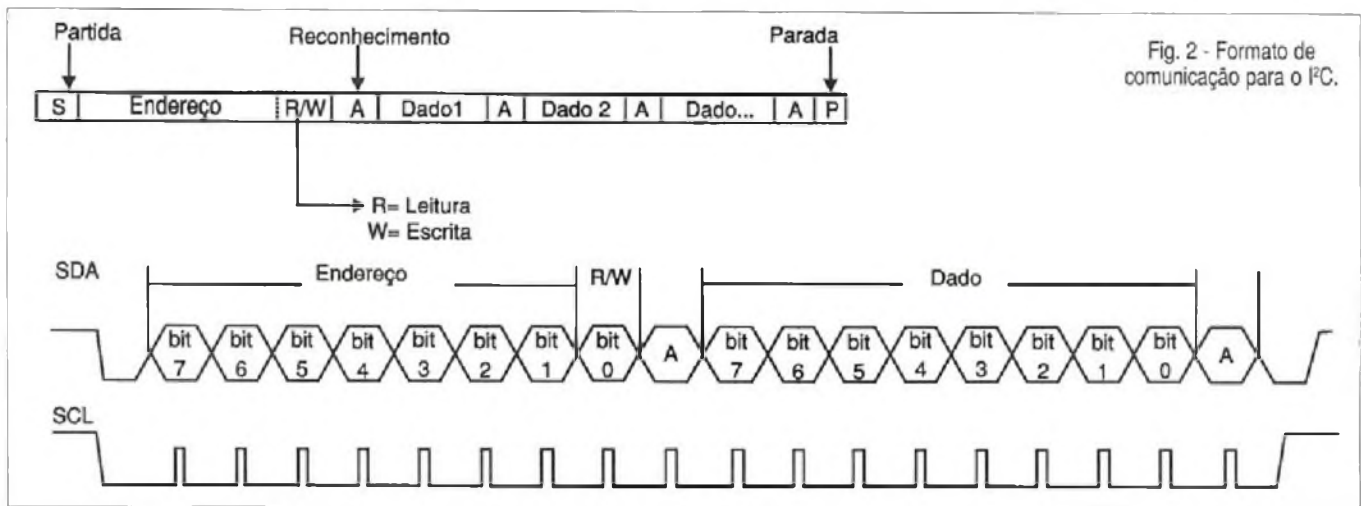 Partida
Reconhecimento
Parada
Fig. 2 - Formato de
comunicação para o I²C.
S Endereço R/W A Dado1 A Dado 2 A Dado... A P
R= Leitura
W= Escrita
SDA
Endereço
R/W
Dado
bit bit bit bit bit bit bit bit A bit bit bit bit bit bit bit bit A
7 6 5 4 3 2 1 0 7 6 5 4 3 2 1 0
SCL